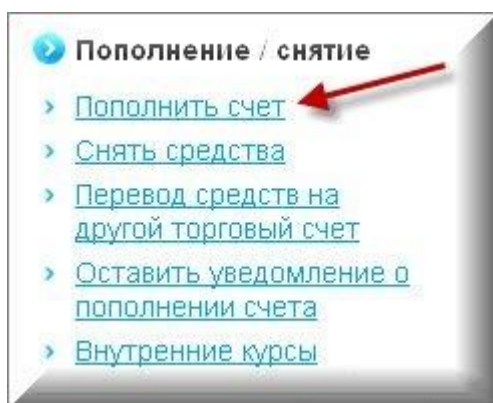 Пополнение / снятие
Пополнить счет
Снять средства
Перевод средств на
другой торговый счет
Оставить уведомление о
пополнении счета
Внутренние курсы